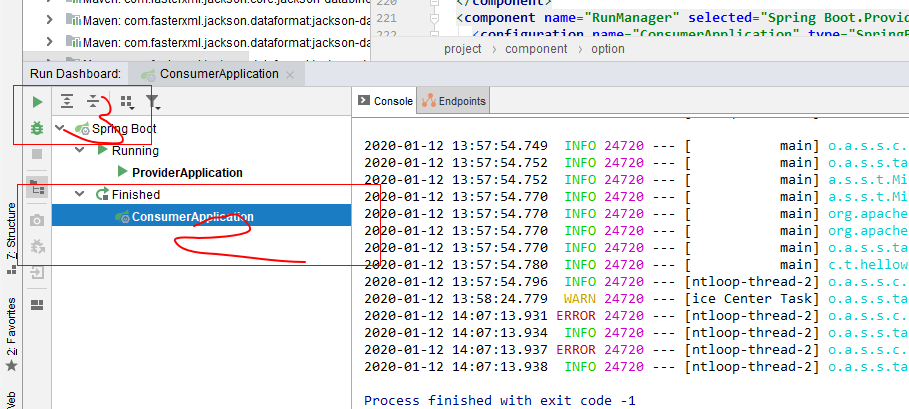 Maven: com.fasterxml.jackson.dataformat:jackson-da
Maven: com.fasterxml.jackson.dataformat:jackson-da
220
</component>
221
<component name="RunManager" selected="Spring Boot.Provid
222
<configuration name="ConsumerApplication" type="SpringB
project › component › option
Run Dashboard:
ConsumerApplication
Console
Endpoints
Spring Boot
Running
ProviderApplication
Finished
ConsumerApplication
7: Structure
2: Favorites
Web
2020-01-12 13:57:54.749 INFO 24720 --- [ main] o.a.s.s.c.
2020-01-12 13:57:54.752 INFO 24720 --- [ main] o.a.s.s.ta
2020-01-12 13:57:54.752 INFO 24720 --- [ main] a.s.s.t.Mi
2020-01-12 13:57:54.770 INFO 24720 --- [ main] a.s.s.t.Mi
2020-01-12 13:57:54.770 INFO 24720 --- [ main] org.apache
2020-01-12 13:57:54.770 INFO 24720 --- [ main] org.apache
2020-01-12 13:57:54.770 INFO 24720 --- [ main] o.a.s.s.ta
2020-01-12 13:57:54.780 INFO 24720 --- [ main] c.t.hellow
2020-01-12 13:57:54.796 INFO 24720 --- [ntloop-thread-2] o.a.s.s.c.
2020-01-12 13:58:24.779 WARN 24720 --- [ice Center Task] o.a.s.s.ta
2020-01-12 14:07:13.931 ERROR 24720 --- [ntloop-thread-2] o.a.s.s.c.
2020-01-12 14:07:13.934 INFO 24720 --- [ntloop-thread-2] o.a.s.s.ta
2020-01-12 14:07:13.937 ERROR 24720 --- [ntloop-thread-2] o.a.s.s.c.
2020-01-12 14:07:13.938 INFO 24720 --- [ntloop-thread-2] o.a.s.s.ta
Process finished with exit code -1